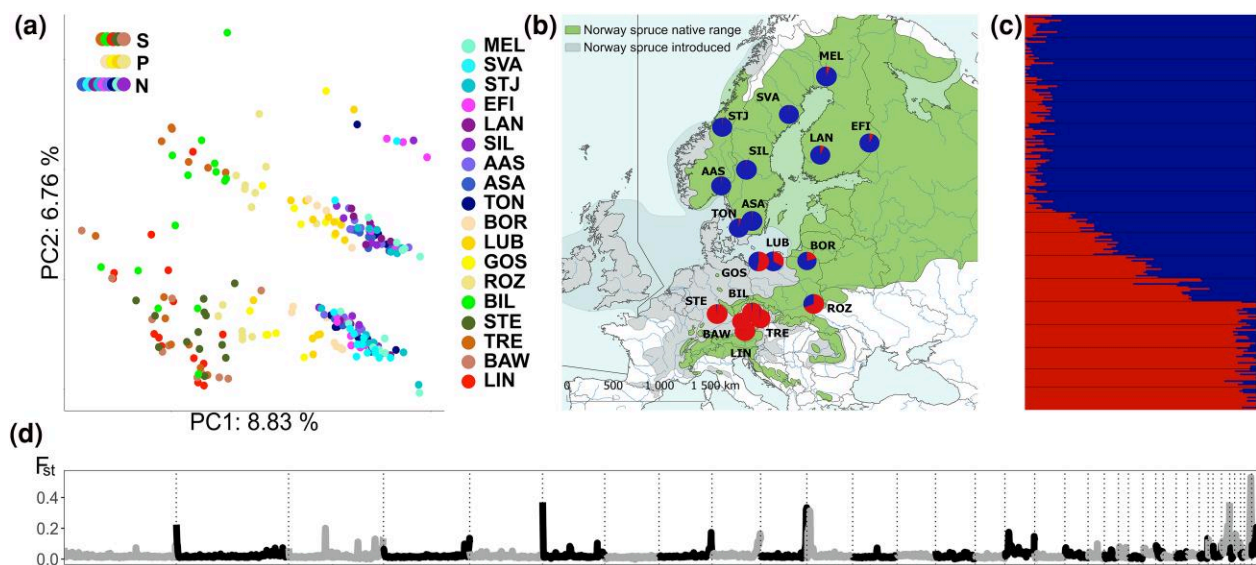 (a)
S
P
N
PC2: 6.76 %
PC1: 8.83 %
MEL
SVA
STJ
EFI
LAN
SIL
AAS
ASA
TON
BOR
LUB
GOS
ROZ
BIL
STE
TRE
BAW
LIN
(b)
Norway spruce native range
Norway spruce introduced
MEL
SVA
STJ
EFI
LAN
SIL
AAS
ASA
TON
LUB
BOR
GOS
BIL
STE
ROZ
BAW
TRE
LIN
0 500 1 000 1 500 km
(c)
(d)
Fst
0.4
0.2
0.0